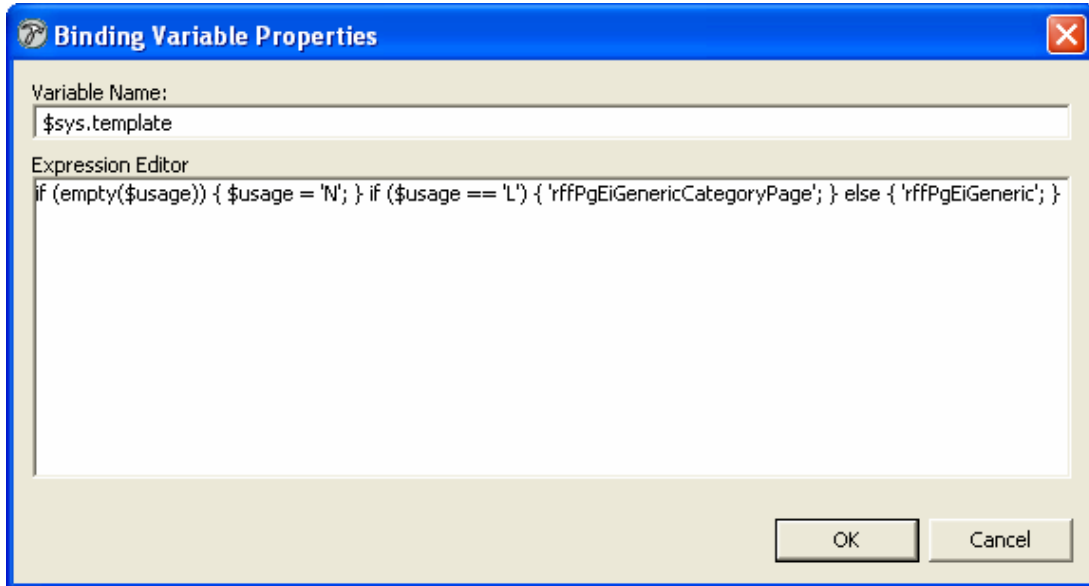 Binding Variable Properties
Variable Name:
$sys.template
Expression Editor
if (empty($usage)) { $usage = 'N'; } if ($usage == 'L') { 'rffPgEiGenericCategoryPage'; } else { 'rffPgEiGeneric'; }
OK
Cancel